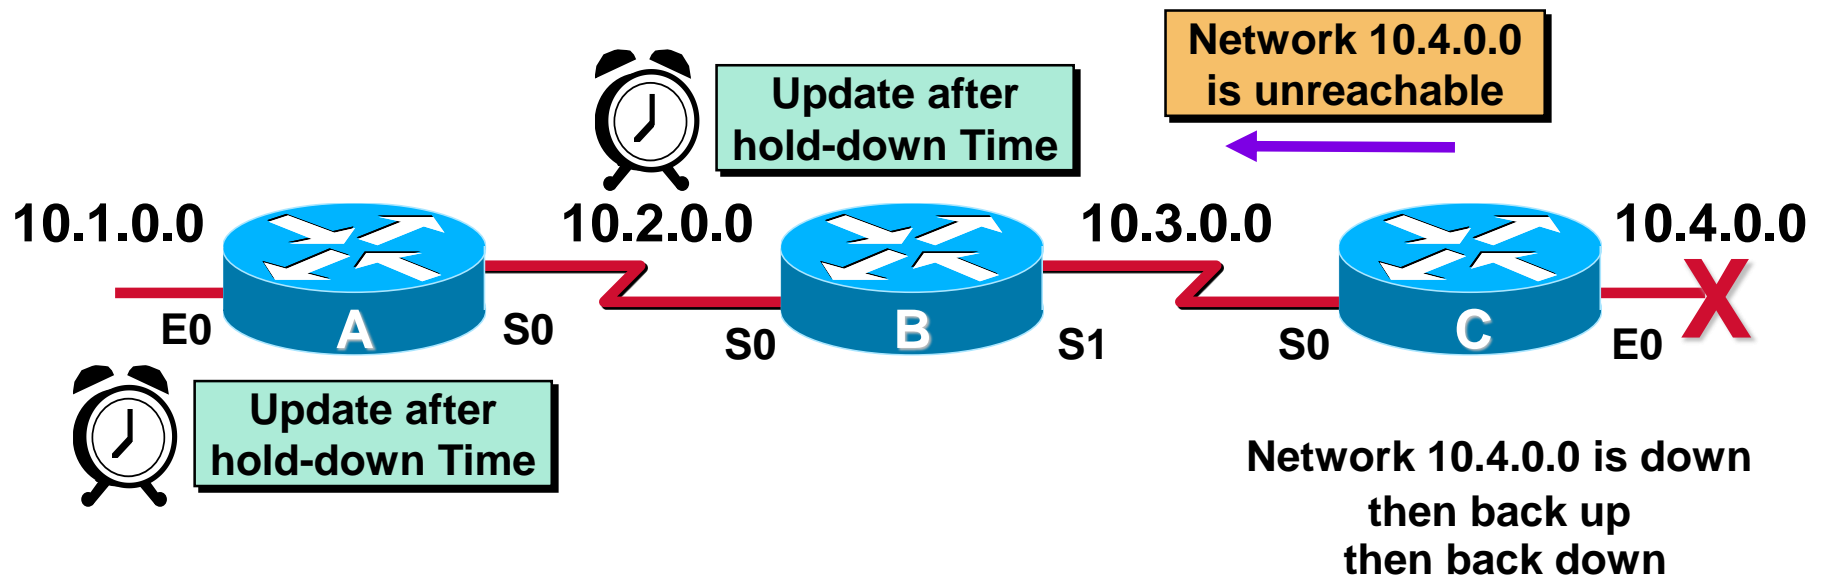 Network 10.4.0.0
is unreachable
Update after
hold-down Time
10.1.0.0
10.2.0.0
10.3.0.0
10.4.0.0
X
E0
A
S0
S0
B
S1
S0
C
E0
Update after
hold-down Time
Network 10.4.0.0 is down
then back up
then back down